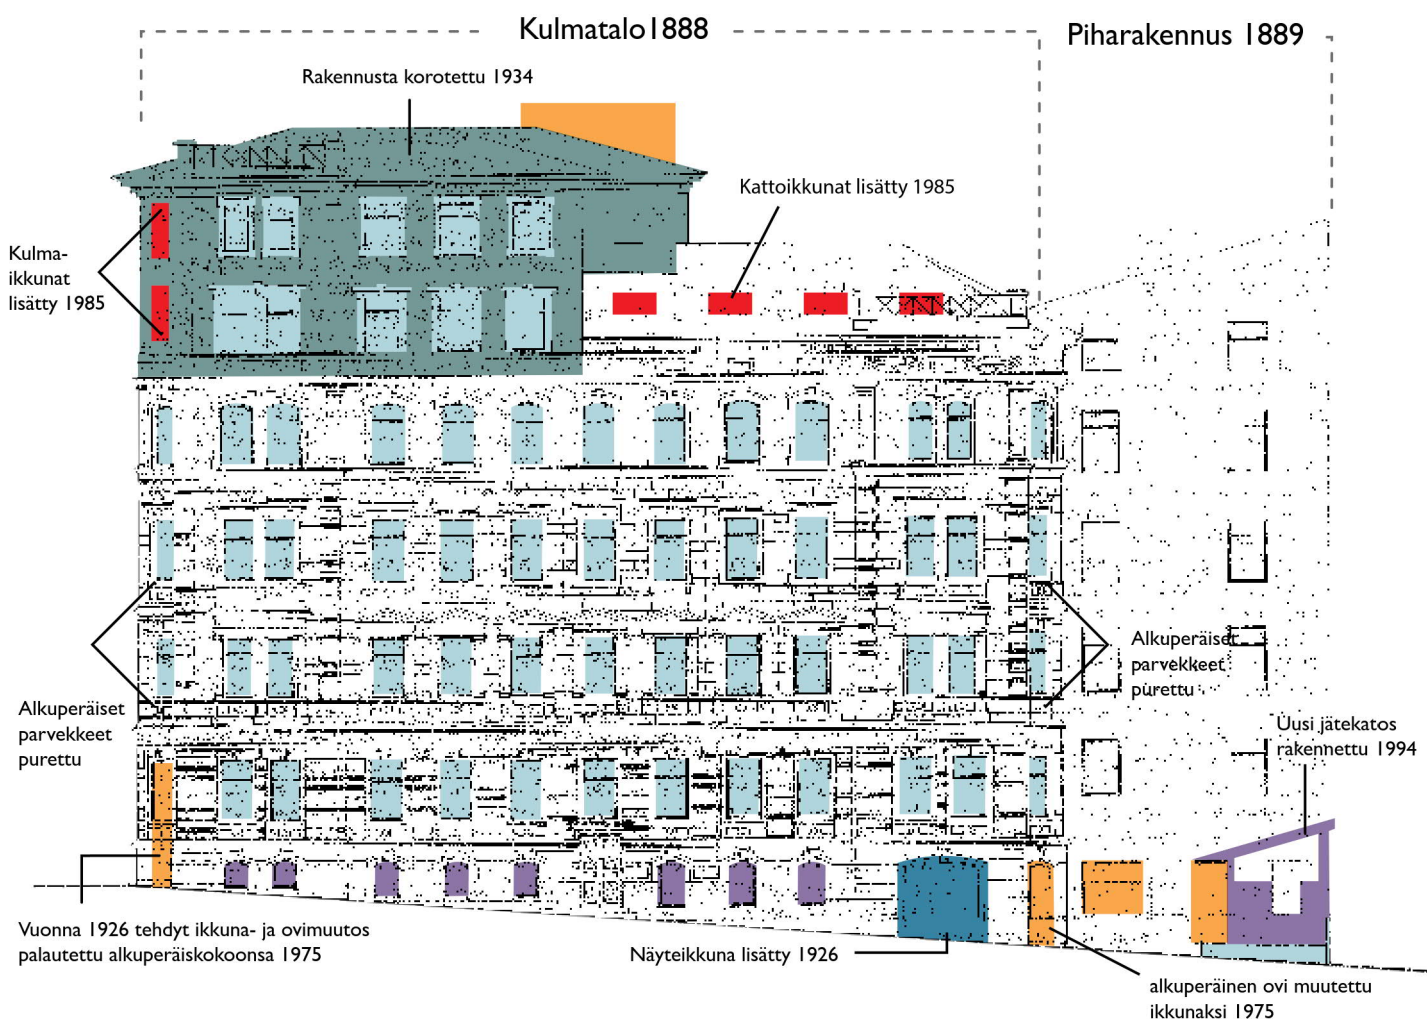 Kulmatalo1888
Piharakennus 1889
Rakennusta korotettu 1934
Kattoikkunat lisätty 1985
Kulma-
ikkunat
lisätty 1985
Alkuperäiset
parvekkeet
purettu
Alkuperäiset
parvekkeet
purettu
Uusi jätekatos
rakennettu 1994
Vuonna 1926 tehdyt ikkuna- ja ovimuutos
palautettu alkuperäiskokoonsa 1975
Näyteikkuna lisätty 1926
alkuperäinen ovi muutettu
ikkunaksi 1975